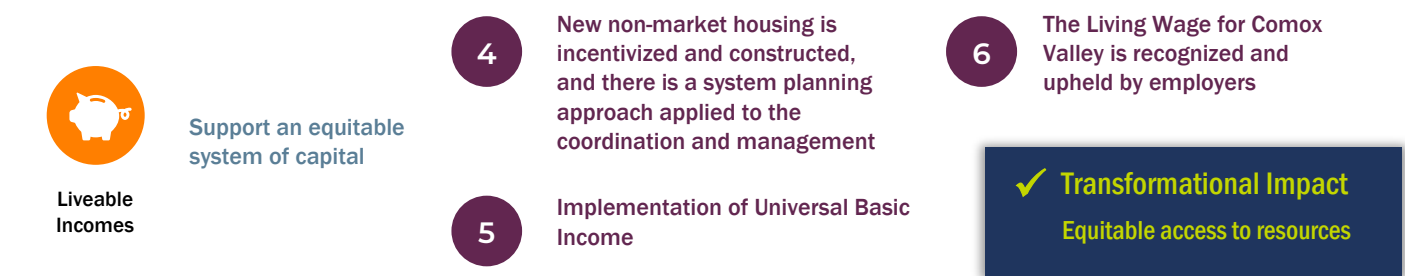 Liveable
Incomes
Support an equitable
system of capital
4
New non-market housing is
incentivized and constructed,
and there is a system planning
approach applied to the
coordination and management
5
Implementation of Universal Basic
Income
6
The Living Wage for Comox
Valley is recognized and
upheld by employers
✓ Transformational Impact
Equitable access to resources